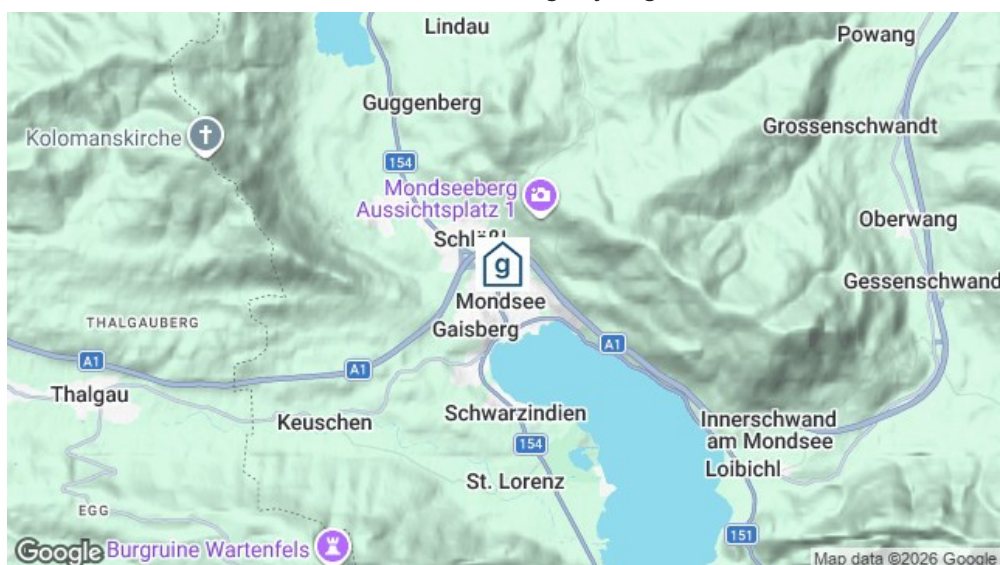 Lindau
Powang
Guggenberg
Grossenschwandt
Kolomanskirche
154
Mondseeberg
Aussichtsplatz 1
Oberwang
g
Gessenschwand
Mondsee
THALGAUBERG
Gaisberg
A1
A1
A1
Thalgau
Schwarzindien
Innerschwand
am Mondsee
Keuschen
154
Loibichl
St. Lorenz
EGG
151
Google
Burgruine Wartenfels
Map data ©2026 Google